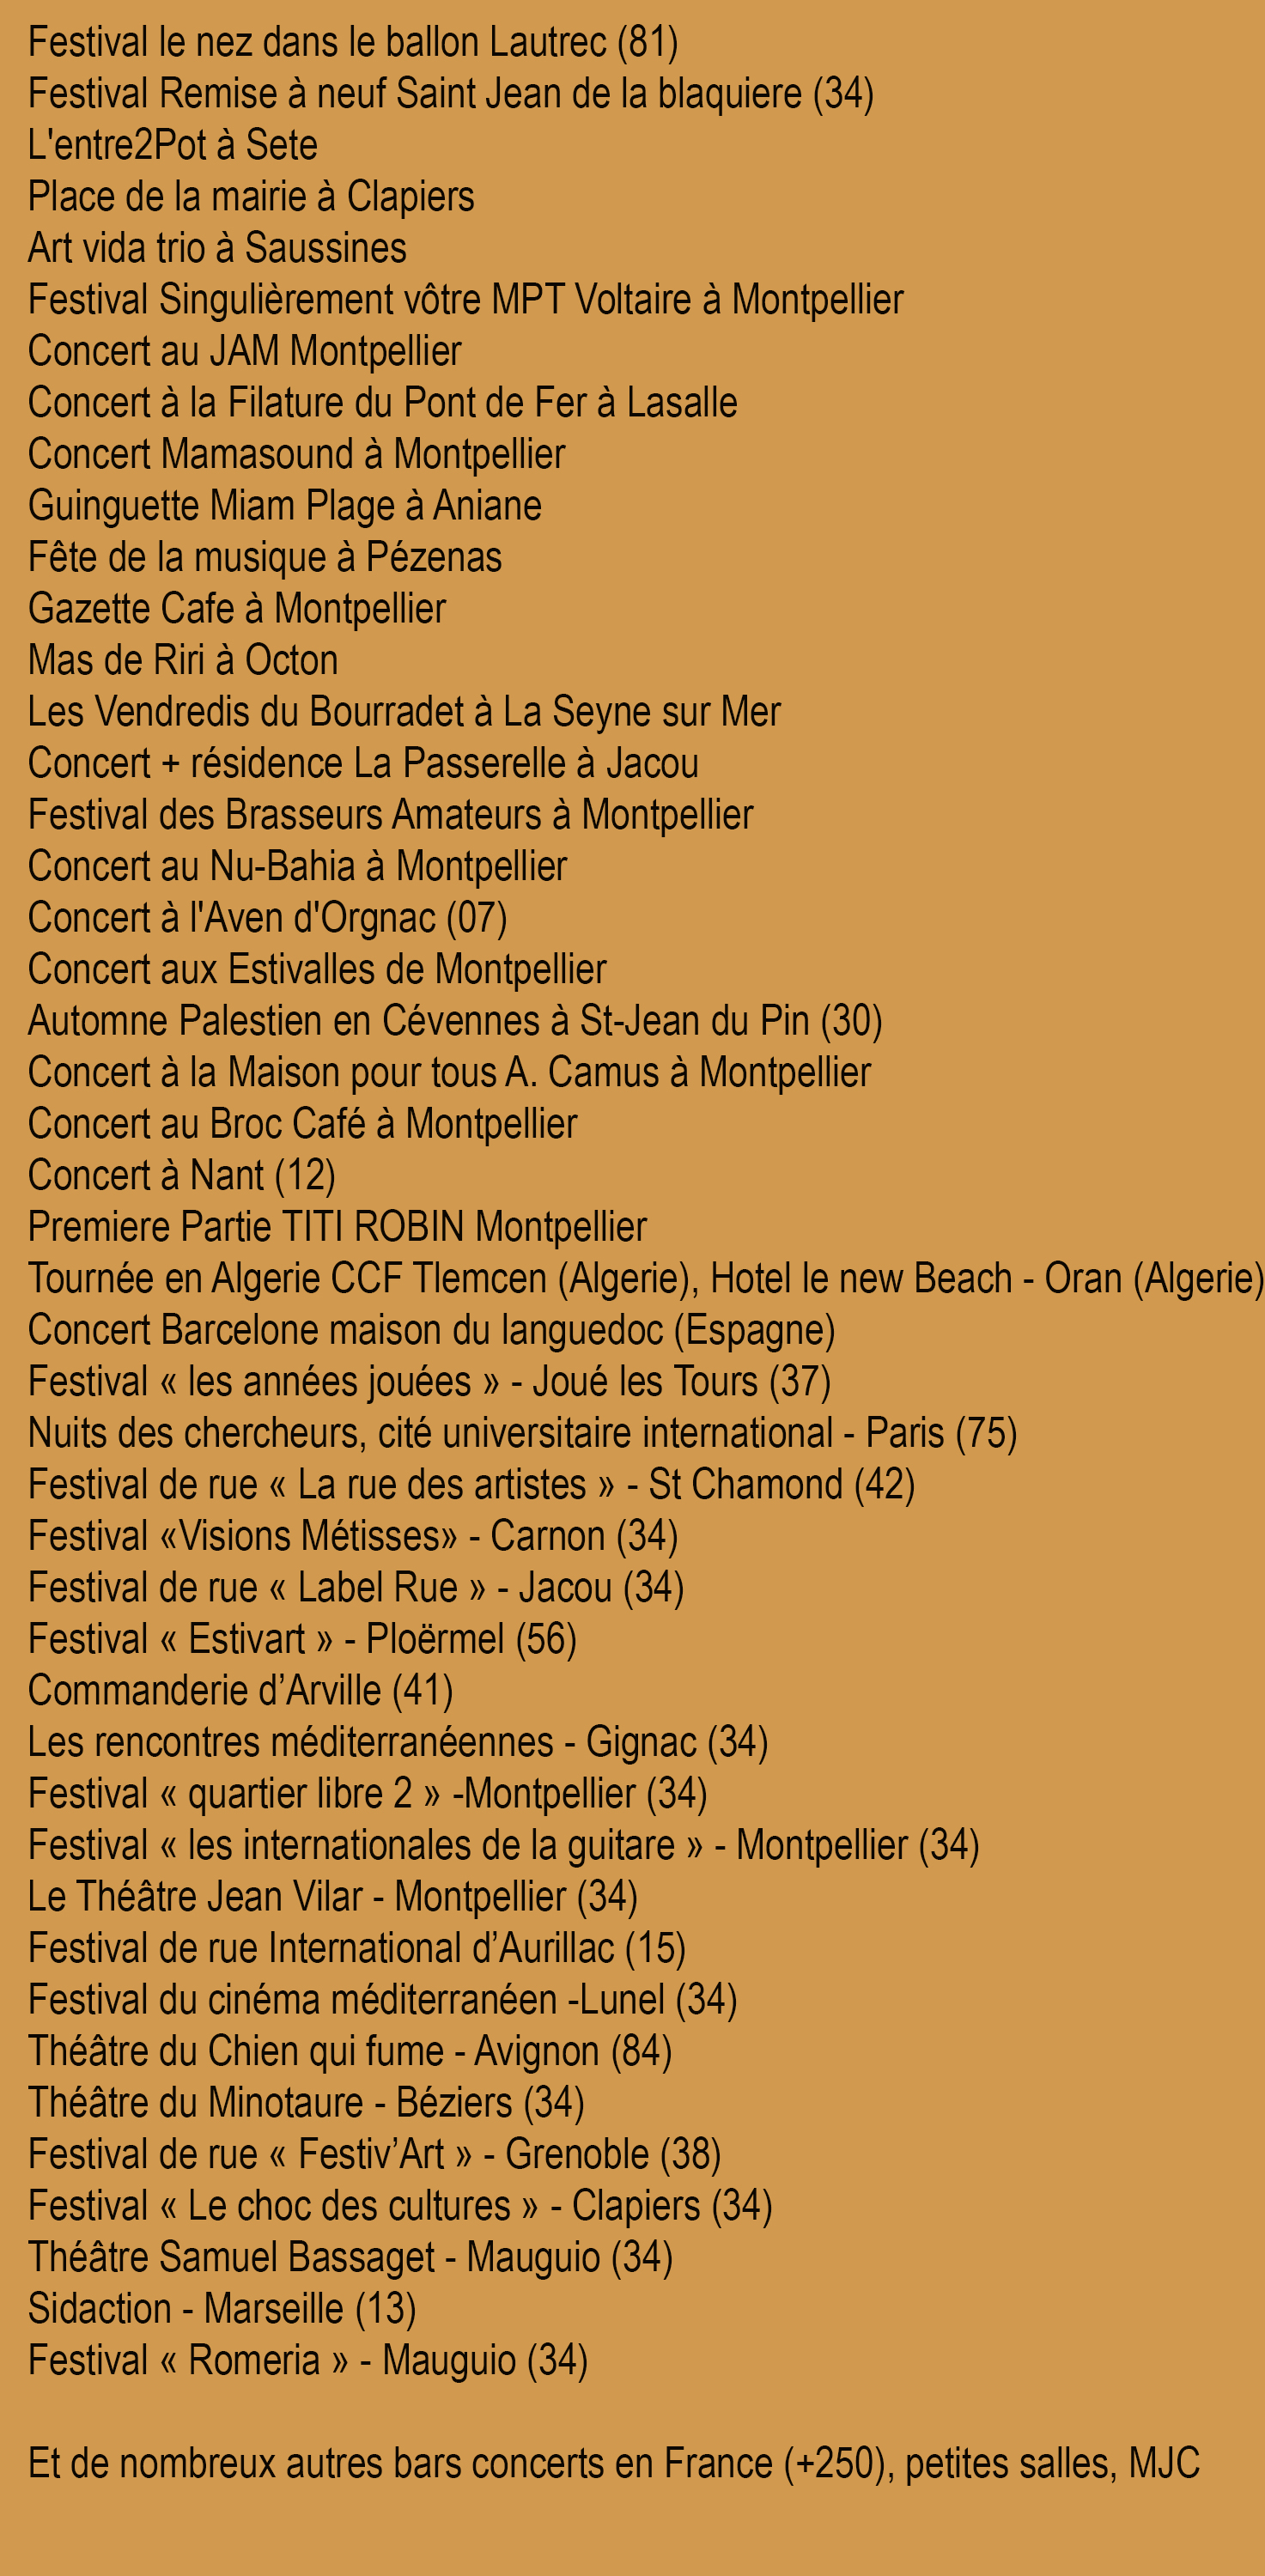 Festival le nez dans le ballon Lautrec (81)
Festival Remise à neuf Saint Jean de la blaquiere (34)
L'entre2Pot à Sete
Place de la mairie à Clapiers
Art vida trio à Saussines
Festival Singulièrement vôtre MPT Voltaire à Montpellier
Concert au JAM Montpellier
Concert à la Filature du Pont de Fer à Lasalle
Concert Mamasound à Montpellier
Guinguette Miam Plage à Aniane
Fête de la musique à Pézenas
Gazette Cafe à Montpellier
Mas de Riri à Octon
Les Vendredis du Bourradet à La Seyne sur Mer
Concert + résidence La Passerelle à Jacou
Festival des Brasseurs Amateurs à Montpellier
Concert au Nu-Bahia à Montpellier
Concert à l'Aven d'Orgnac (07)
Concert aux Estivalles de Montpellier
Automne Palestien en Cévennes à St-Jean du Pin (30)
Concert à la Maison pour tous A. Camus à Montpellier
Concert au Broc Café à Montpellier
Concert à Nant (12)
Premiere Partie TITI ROBIN Montpellier
Tournée en Algerie CCF Tlemcen (Algerie), Hotel le new Beach - Oran (Algerie)
Concert Barcelone maison du languedoc (Espagne)
Festival « les années jouées » - Joué les Tours (37)
Nuits des chercheurs, cité universitaire international - Paris (75)
Festival de rue « La rue des artistes » - St Chamond (42)
Festival «Visions Métisses» - Carnon (34)
Festival de rue « Label Rue » - Jacou (34)
Festival « Estivart » - Ploërmel (56)
Commanderie d’Arville (41)
Les rencontres méditerranéennes - Gignac (34)
Festival « quartier libre 2 » -Montpellier (34)
Festival « les internationales de la guitare » - Montpellier (34)
Le Théâtre Jean Vilar - Montpellier (34)
Festival de rue International d’Aurillac (15)
Festival du cinéma méditerranéen -Lunel (34)
Théâtre du Chien qui fume - Avignon (84)
Théâtre du Minotaure - Béziers (34)
Festival de rue « Festiv’Art » - Grenoble (38)
Festival « Le choc des cultures » - Clapiers (34)
Théâtre Samuel Bassaget - Mauguio (34)
Sidaction - Marseille (13)
Festival « Romeria » - Mauguio (34)
Et de nombreux autres bars concerts en France (+250), petites salles, MJC